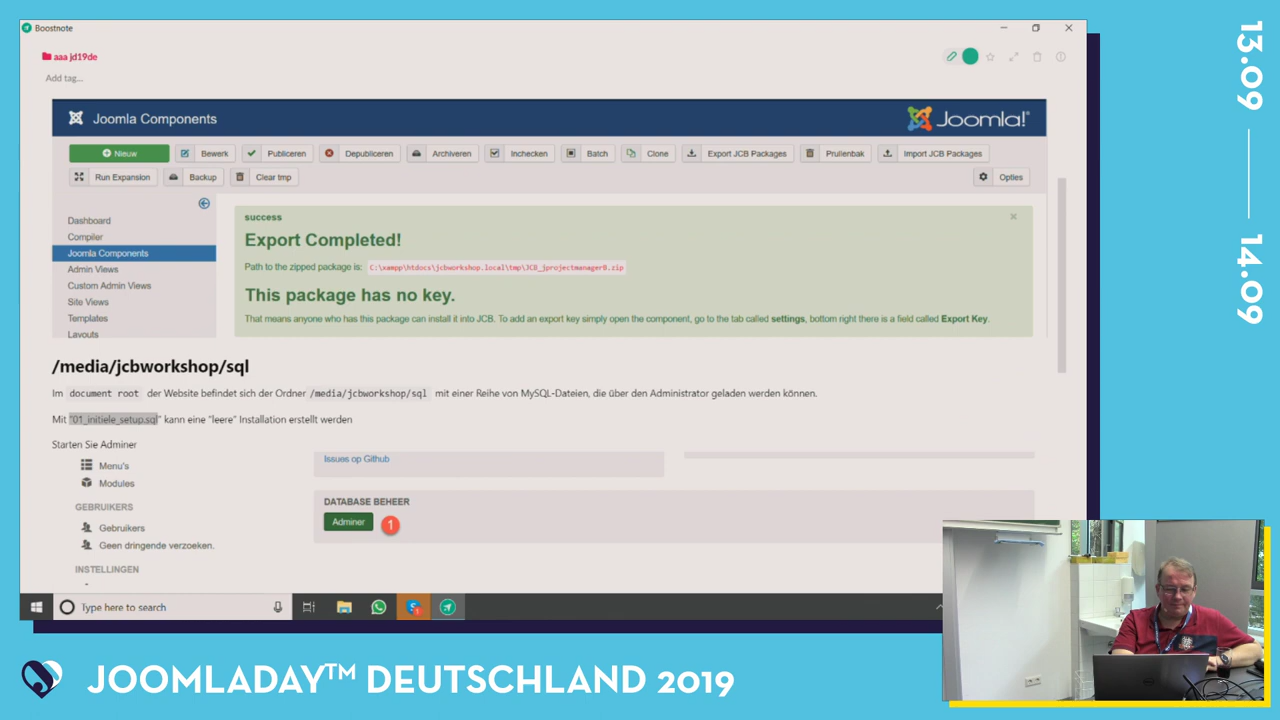 Boostnote
aaa jd19de
Add tag...
Joomla Components
Joomla!®
Nieuw
Bewerk
Publiceren
Depubliceren
Archiveren
Inchecken
Batch
Clone
Export JCB Packages
Prullenbak
Import JCB Packages
Run Expansion
Backup
Clear tmp
Opties
Dashboard
Compiler
Joomla Components
Admin Views
Custom Admin Views
Site Views
Templates
Layouts
success
×
Export Completed!
Path to the zipped package is: C:\xampp\htdocs\jcbworkshop.local\tmp\JCB_jprojectmanagerB.zip
This package has no key.
That means anyone who has this package can install it into JCB. To add an export key simply open the component, go to the tab called settings, bottom right there is a field called Export Key.
/media/jcbworkshop/sql
Im document root der Website befindet sich der Ordner /media/jcbworkshop/sql mit einer Reihe von MySQL-Dateien, die über den Administrator geladen werden können.
Mit "01_initiele_setup.sql" kann eine "leere" Installation erstellt werden
Starten Sie Adminer
Menu's
Modules
GEBRUIKERS
Gebruikers
Geen dringende verzoeken.
INSTELLINGEN
Issues op Github
DATABASE BEHEER
Adminer
1
Type here to search
13.09
14.09
JOOMLADAY™ DEUTSCHLAND 2019